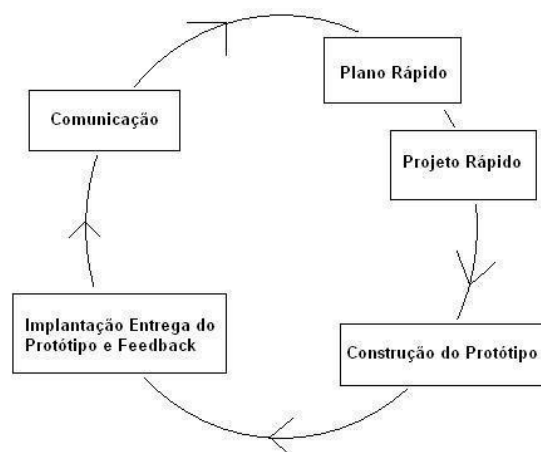 Plano Rápido
Comunicação
Projeto Rápido
Implantação Entrega do
Protótipo e Feedback
Construção do Protótipo